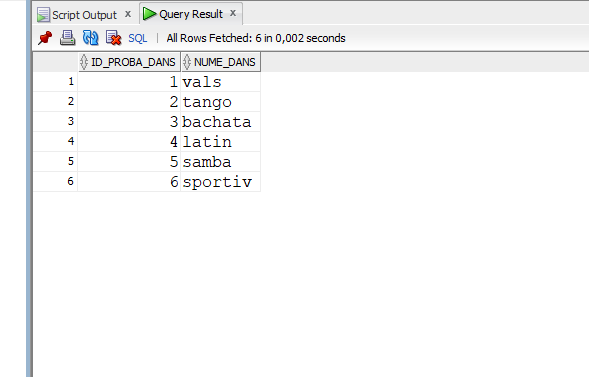 Script Output x Query Result x
SQL | All Rows Fetched: 6 in 0,002 seconds
ID_PROBA_DANS NUME_DANS
1 1 vals
2 2 tango
3 3 bachata
4 4 latin
5 5 samba
6 6 sportiv